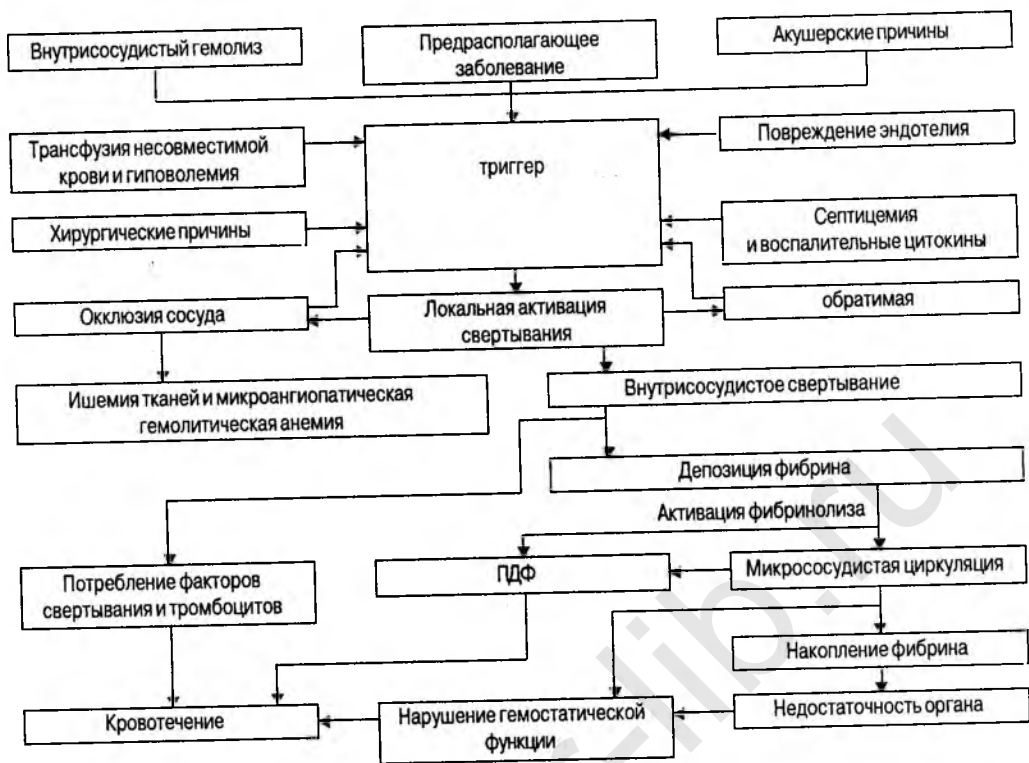 Внутрисосудистый гемолиз
Предрасполагающее
заболевание
Акушерские причины
Трансфузия несовместимой
крови и гиповолемия
триггер
Повреждение эндотелия
Хирургические причины
Септицемия
и воспалительные цитокины
Окклюзия сосуда
Локальная активация
свертывания
обратимая
Ишемия тканей и микроангиопатическая
гемолитическая анемия
Внутрисосудистое свертывание
Депозиция фибрина
Активация фибринолиза
Потребление факторов
свертывания и тромбоцитов
ПДФ
Микрососудистая циркуляция
Накопление фибрина
Кровотечение
Нарушение гемостатической
функции
Недостаточность органа
f-lib.ru